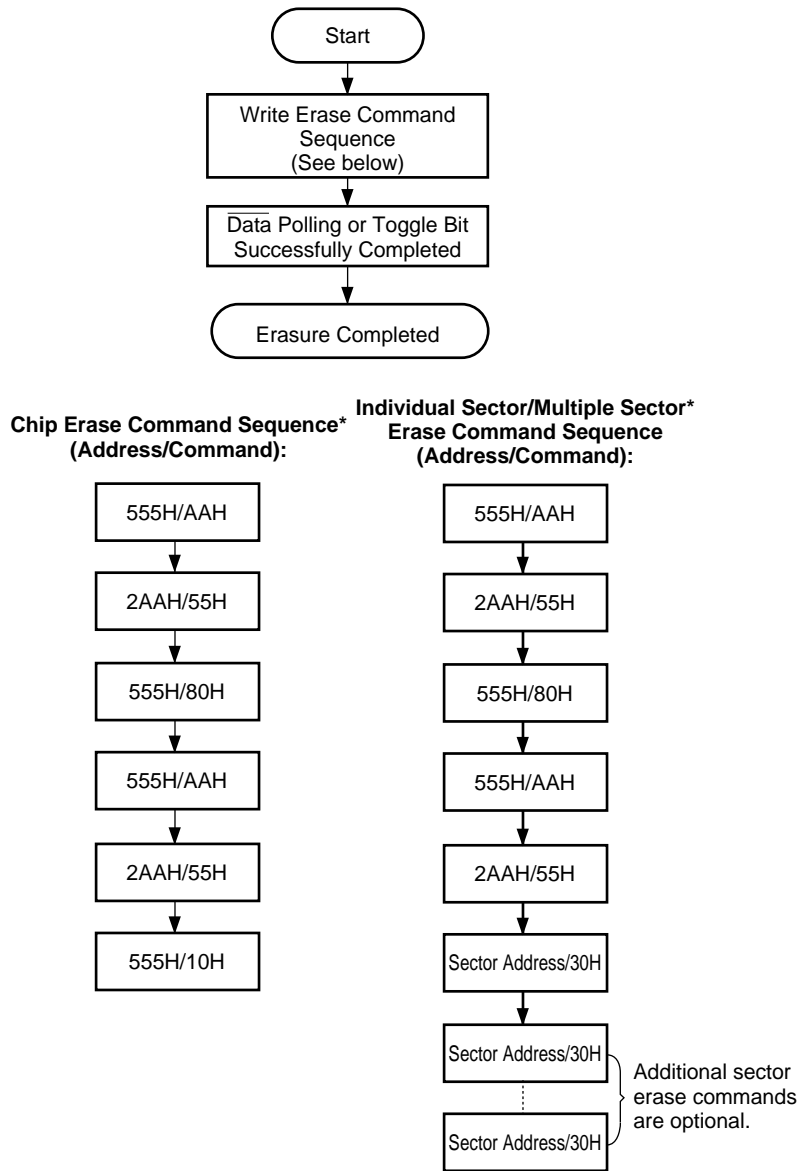 Start
Write Erase Command
Sequence
(See below)
Data Polling or Toggle Bit
Successfully Completed
Erasure Completed
Chip Erase Command Sequence*
(Address/Command):
555H/AAH
2AAH/55H
555H/80H
555H/AAH
2AAH/55H
555H/10H
Individual Sector/Multiple Sector*
Erase Command Sequence
(Address/Command):
555H/AAH
2AAH/55H
555H/80H
555H/AAH
2AAH/55H
Sector Address/30H
Sector Address/30H
Sector Address/30H
Additional sector
erase commands
are optional.